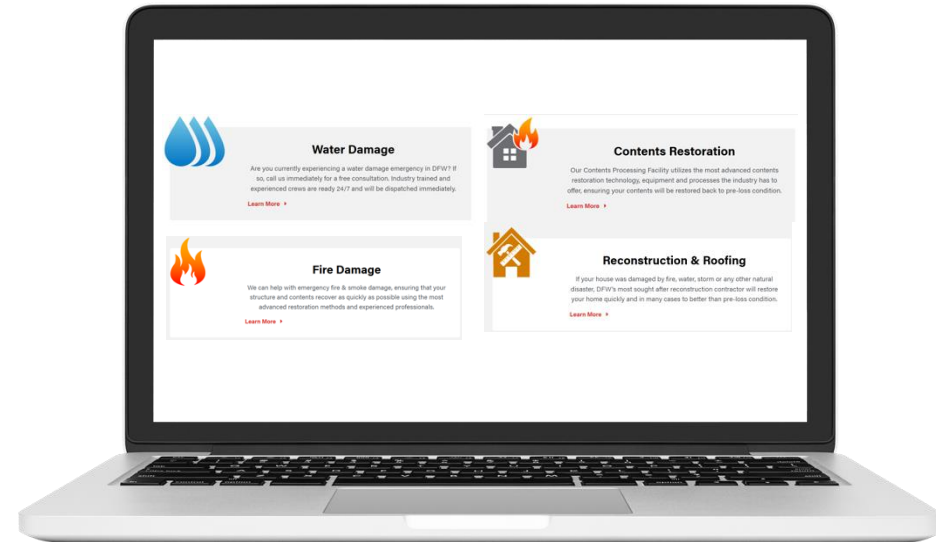 Water Damage
Are you currently experiencing a water damage emergency in DFW? If
so, call us immediately for a free consultation. Industry trained and
experienced crews are ready 24/7 and will be dispatched immediately.
Learn More
Contents Restoration
Our Contents Processing Facility utilizes the most advanced contents
restoration technology, equipment and processes the industry has to
offer, ensuring your contents will be restored back to pre-loss condition.
Learn More
Fire Damage
We can help with emergency fire & smoke damage, ensuring that your
structure and contents recover as quickly as possible using the most
advanced restoration methods and experienced professionals.
Learn More
Reconstruction & Roofing
If your house was damaged by fire, water, storm or any other natural
disaster, DFW's most sought after reconstruction contractor will restore
your home quickly and in many cases to better than pre-loss condition.
Learn More